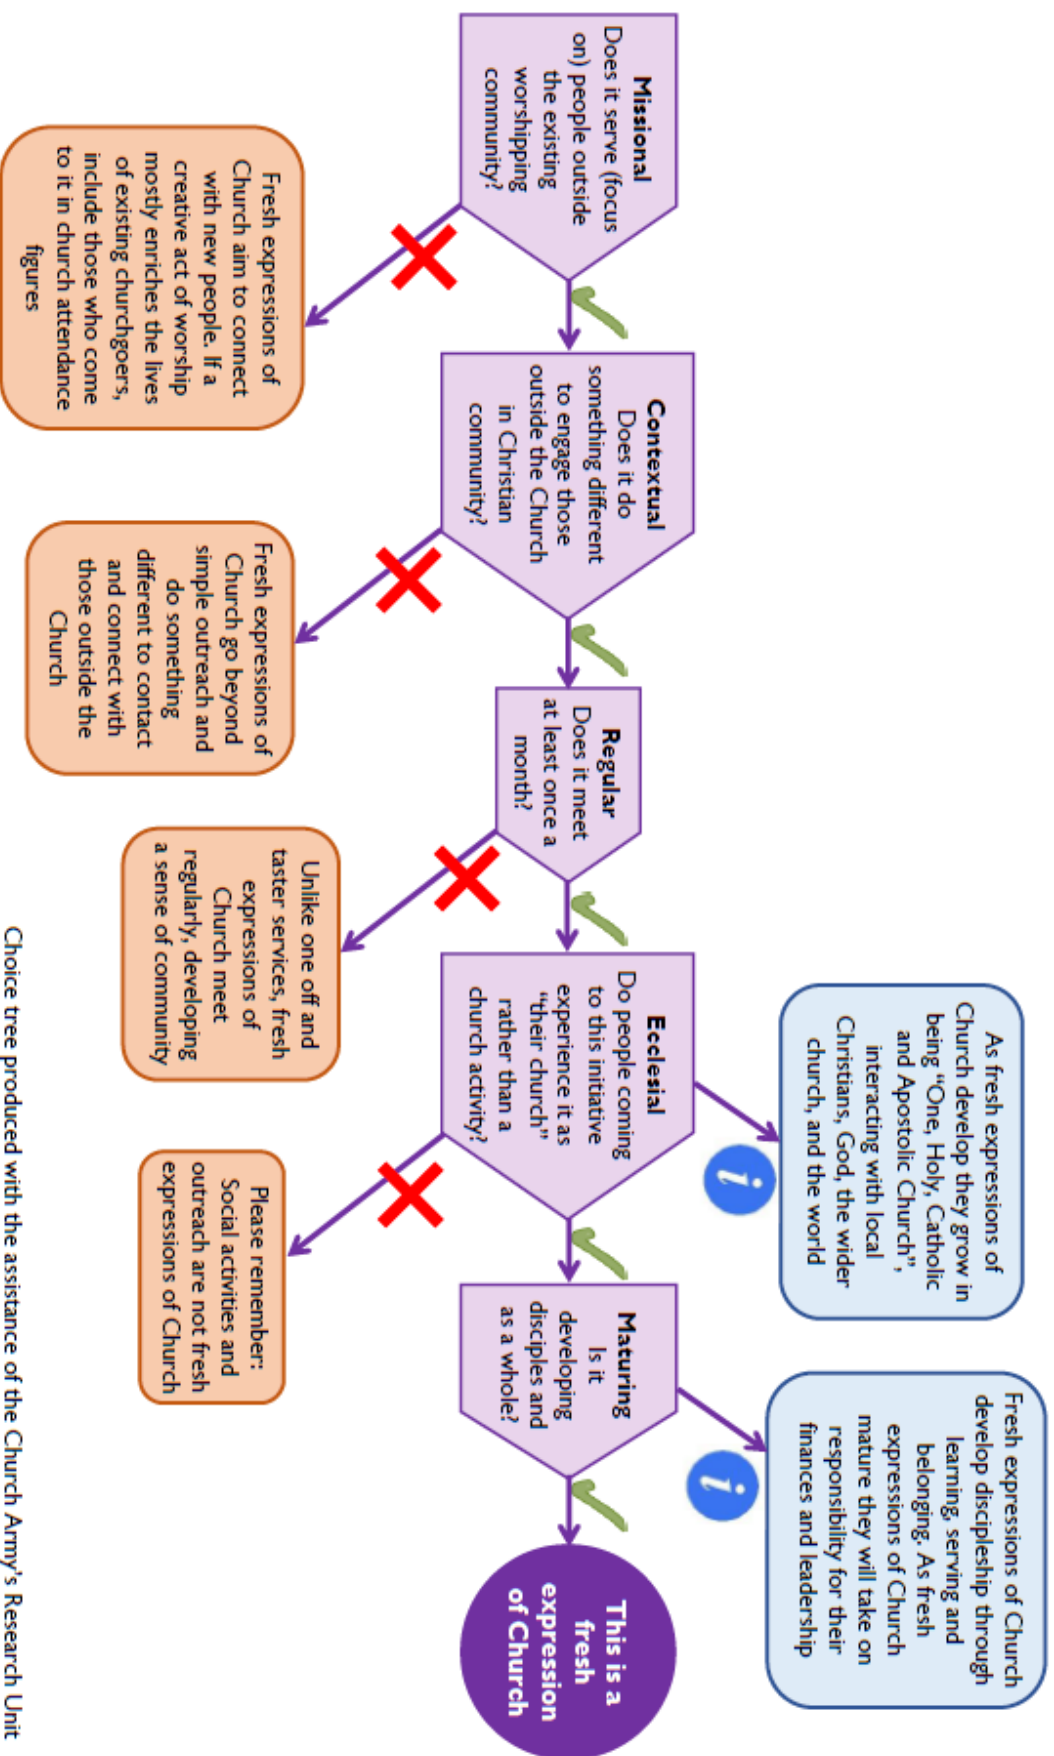 As fresh expressions of
Church develop they grow in
being “One, Holy, Catholic
and Apostolic Church”,
interacting with local
Christians, God, the wider
church, and the world
Fresh expressions of Church
develop discipleship through
learning, serving and
belonging. As fresh
expressions of Church
mature they will take on
responsibility for their
finances and leadership
i
i
Missional
Does it serve (focus
on) people outside
the existing
worshipping
community?
Contextual
Does it do
something different
to engage those
outside the Church
in Christian
community?
Regular
Does it meet
at least once a
month?
Ecclesial
Do people coming
to this initiative
experience it as
“their church”
rather than a
church activity?
Maturing
Is it
developing
disciples and
as a whole?
This is a
fresh
expression
of Church
Fresh expressions of
Church aim to connect
with new people. If a
creative act of worship
mostly enriches the lives
of existing churchgoers,
include those who come
to it in church attendance
figures
Fresh expressions of
Church go beyond
simple outreach and
do something
different to contact
and connect with
those outside the
Church
Unlike one off and
taster services, fresh
expressions of
Church meet
regularly, developing
a sense of community
Please remember:
Social activities and
outreach are not fresh
expressions of Church
Choice tree produced with the assistance of the Church Army's Research Unit